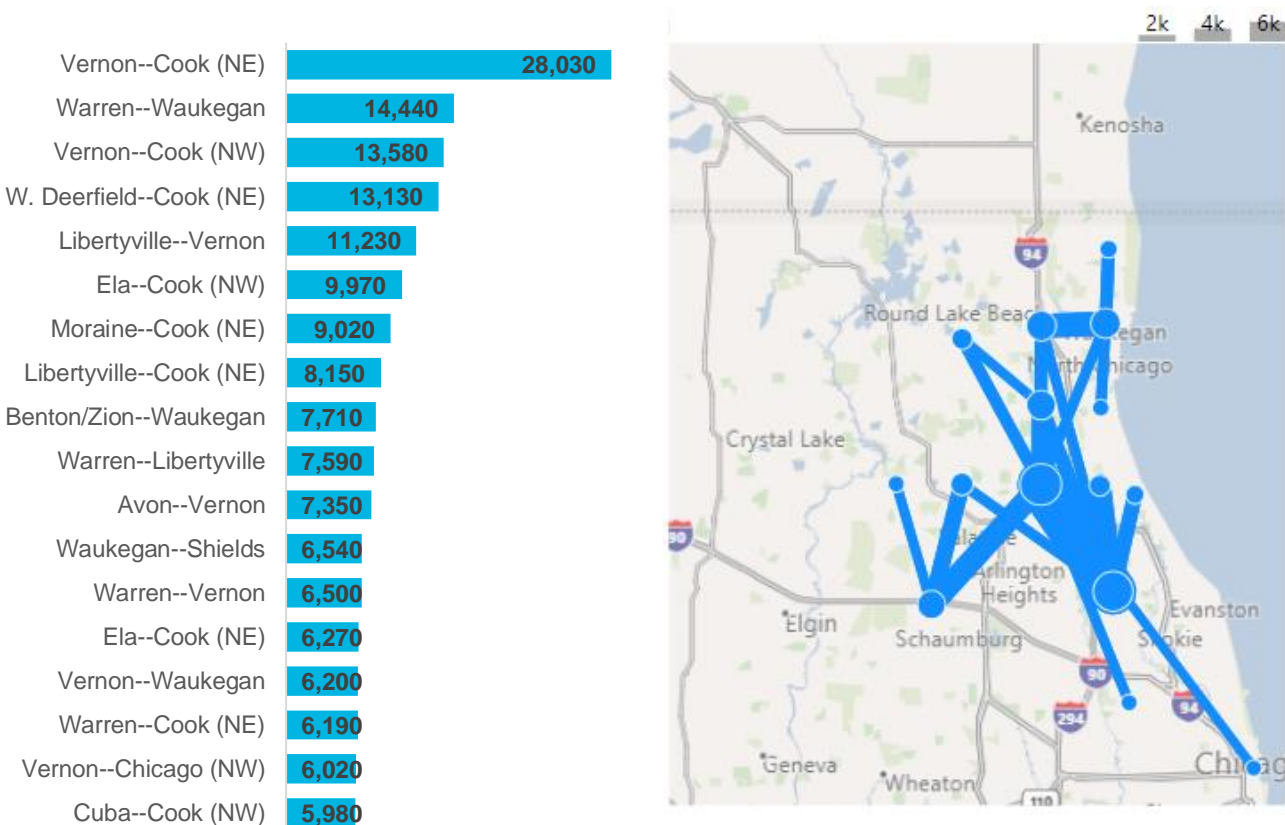 Vernon--Cook (NE) 28,030
Warren--Waukegan 14,440
Vernon--Cook (NW) 13,580
W. Deerfield--Cook (NE) 13,130
Libertyville--Vernon 11,230
Ela--Cook (NW) 9,970
Moraine--Cook (NE) 9,020
Libertyville--Cook (NE) 8,150
Benton/Zion--Waukegan 7,710
Warren--Libertyville 7,590
Avon--Vernon 7,350
Waukegan--Shields 6,540
Warren--Vernon 6,500
Ela--Cook (NE) 6,270
Vernon--Waukegan 6,200
Warren--Cook (NE) 6,190
Vernon--Chicago (NW) 6,020
Cuba--Cook (NW) 5,980
2k 4k 6k
Kenosha
94
Round Lake Beac
egan
North Chicago
Crystal Lake
90
Arlington
Heights
Elgin
Schaumburg
Evanston
Skokie
90
94
294
Geneva
Wheaton
Chicag
110